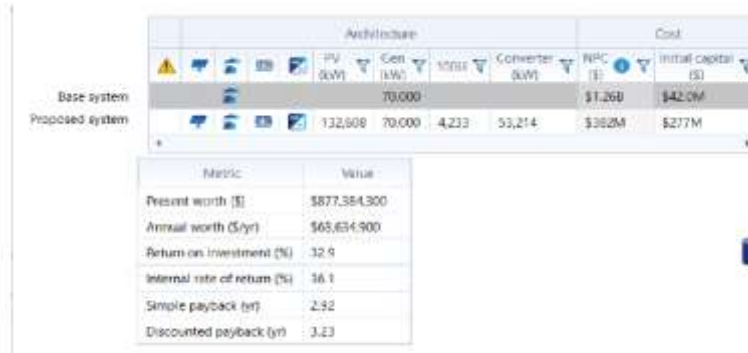 Architecture Cost
PV (kW) Gen (kW) Converter (kW) NPC ($) Initial capital ($)
Base system 70,000 $1.26B $42.0M
Proposed system 132,608 70,000 4,233 53,214 $382M $277M
Metric Value
Present worth ($) $877,384,300
Annual worth ($/yr) $68,634,900
Return on investment (%) 32.9
Internal rate of return (%) 36.1
Simple payback (yr) 2.92
Discounted payback (yr) 3.23